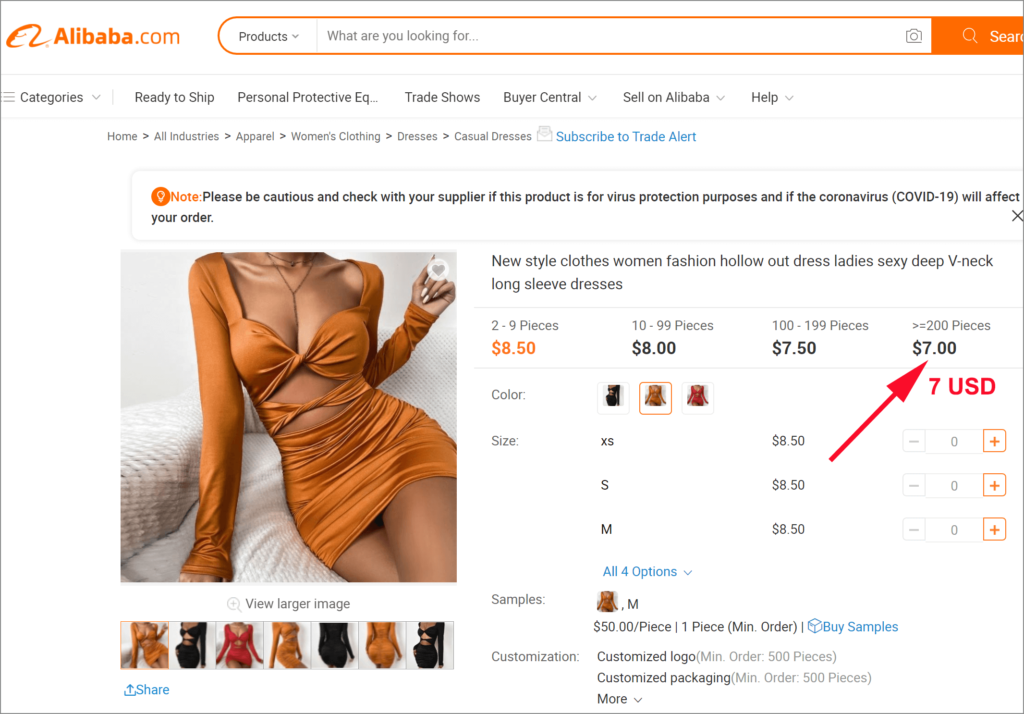 Alibaba.com
Products
What are you looking for...
Sear
Categories
Ready to Ship
Personal Protective Eq...
Trade Shows
Buyer Central
Sell on Alibaba
Help
Home > All Industries > Apparel > Women's Clothing > Dresses > Casual Dresses
Subscribe to Trade Alert
Note:Please be cautious and check with your supplier if this product is for virus protection purposes and if the coronavirus (COVID-19) will affect
your order.
New style clothes women fashion hollow out dress ladies sexy deep V-neck
long sleeve dresses
2 - 9 Pieces 10 - 99 Pieces 100 - 199 Pieces >=200 Pieces
$8.50 $8.00 $7.50 $7.00
7 USD
Color:
Size: xs $8.50 − 0 +
S $8.50 − 0 +
M $8.50 − 0 +
All 4 Options
Samples: , M
$50.00/Piece | 1 Piece (Min. Order) | Buy Samples
Customization: Customized logo(Min. Order: 500 Pieces)
Customized packaging(Min. Order: 500 Pieces)
More
View larger image
Share